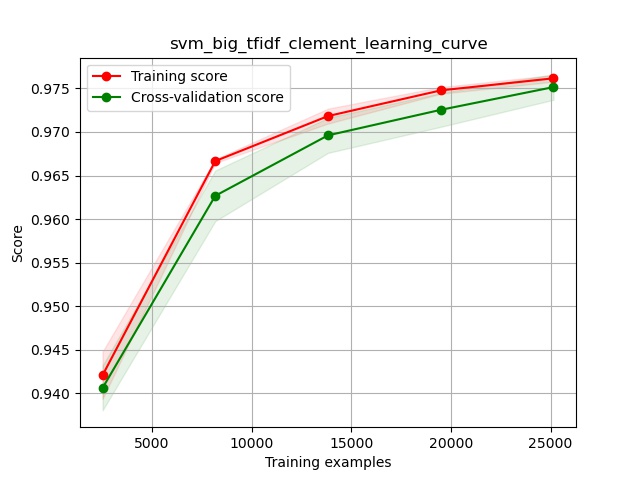 svm_big_tfidf_clement_learning_curve
Training score
Cross-validation score
0.975
0.970
0.965
0.960
0.955
0.950
0.945
0.940
Score
5000 10000 15000 20000 25000
Training examples